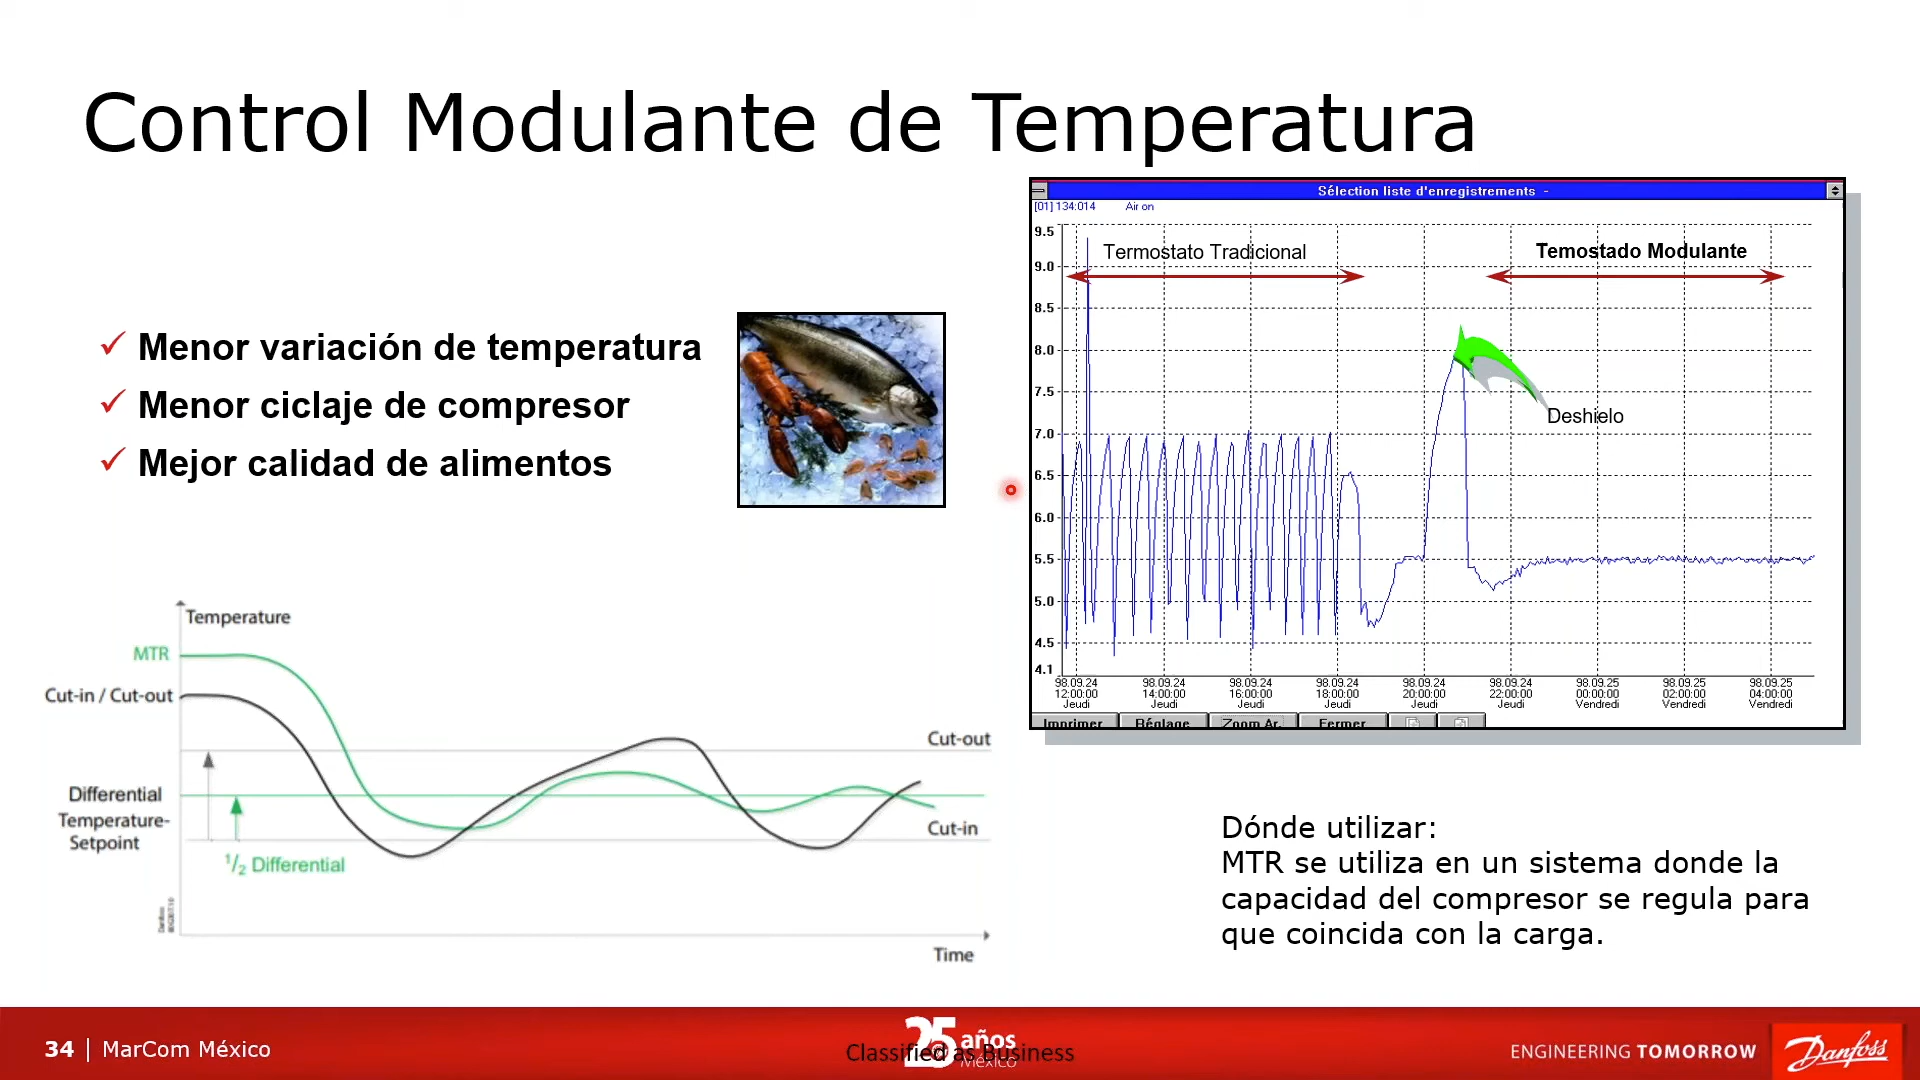 Control Modulante de Temperatura
Menor variación de temperatura
Menor ciclaje de compresor
Mejor calidad de alimentos
Sélection liste d'enregistrements -
[01] 134:014 Air on
9.5
9.0
8.5
8.0
7.5
7.0
6.5
6.0
5.5
5.0
4.5
4.1
Termostato Tradicional
Temostado Modulante
Deshielo
98.09.24 98.09.24 98.09.24 98.09.24 98.09.24 98.09.24 98.09.25 98.09.25 98.09.25
12:00:00 14:00:00 16:00:00 18:00:00 20:00:00 22:00:00 00:00:00 02:00:00 04:00:00
Jeudi Jeudi Jeudi Jeudi Jeudi Jeudi Vendredi Vendredi Vendredi
Imprimer Réglage Zoom Ar. Fermer
Temperature
MTR
Cut-in / Cut-out
Cut-out
Differential
Temperature-
Setpoint
Cut-in
1/2 Differential
Danfoss
Time
Dónde utilizar:
MTR se utiliza en un sistema donde la
capacidad del compresor se regula para
que coincida con la carga.
34 | MarCom México
25 años
México
Classified as Business
ENGINEERING TOMORROW
Danfoss